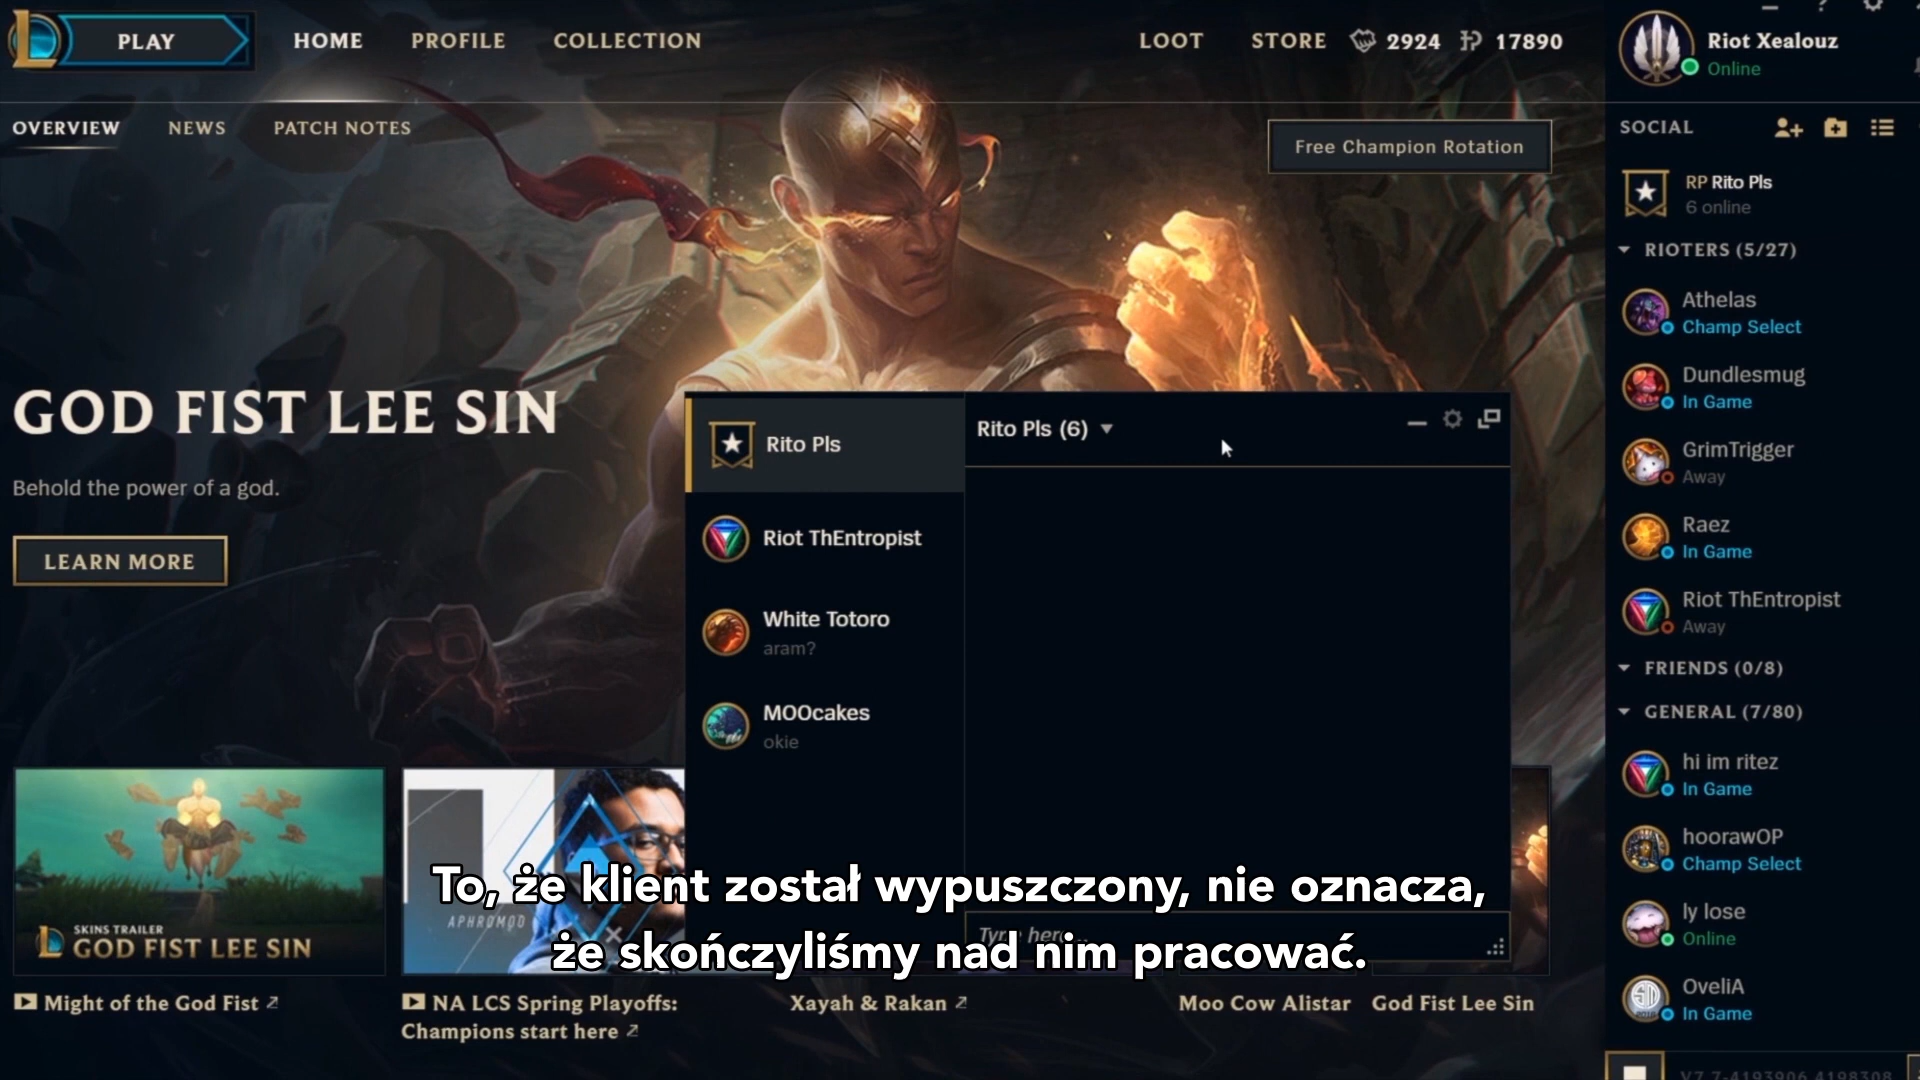 PLAY
HOME
PROFILE
COLLECTION
LOOT
STORE
2924
17890
Riot Xealouz
Online
OVERVIEW
NEWS
PATCH NOTES
Free Champion Rotation
SOCIAL
RP Rito Pls
6 online
RIOTERS (5/27)
Athelas
Champ Select
Dundlesmug
In Game
GrimTrigger
Away
Raez
In Game
Riot ThEntropist
Away
FRIENDS (0/8)
GENERAL (7/80)
hi im ritez
In Game
hoorawOP
Champ Select
ly lose
Online
OveliA
In Game
GOD FIST LEE SIN
Behold the power of a god.
LEARN MORE
Rito Pls
Riot ThEntropist
White Totoro
aram?
MOOcakes
okie
Rito Pls (6)
Type here...
To, że klient został wypuszczony, nie oznacza,
że skończyliśmy nad nim pracować.
SKINS TRAILER
GOD FIST LEE SIN
APHROMOO
Might of the God Fist
NA LCS Spring Playoffs:
Champions start here
Xayah & Rakan
Moo Cow Alistar
God Fist Lee Sin